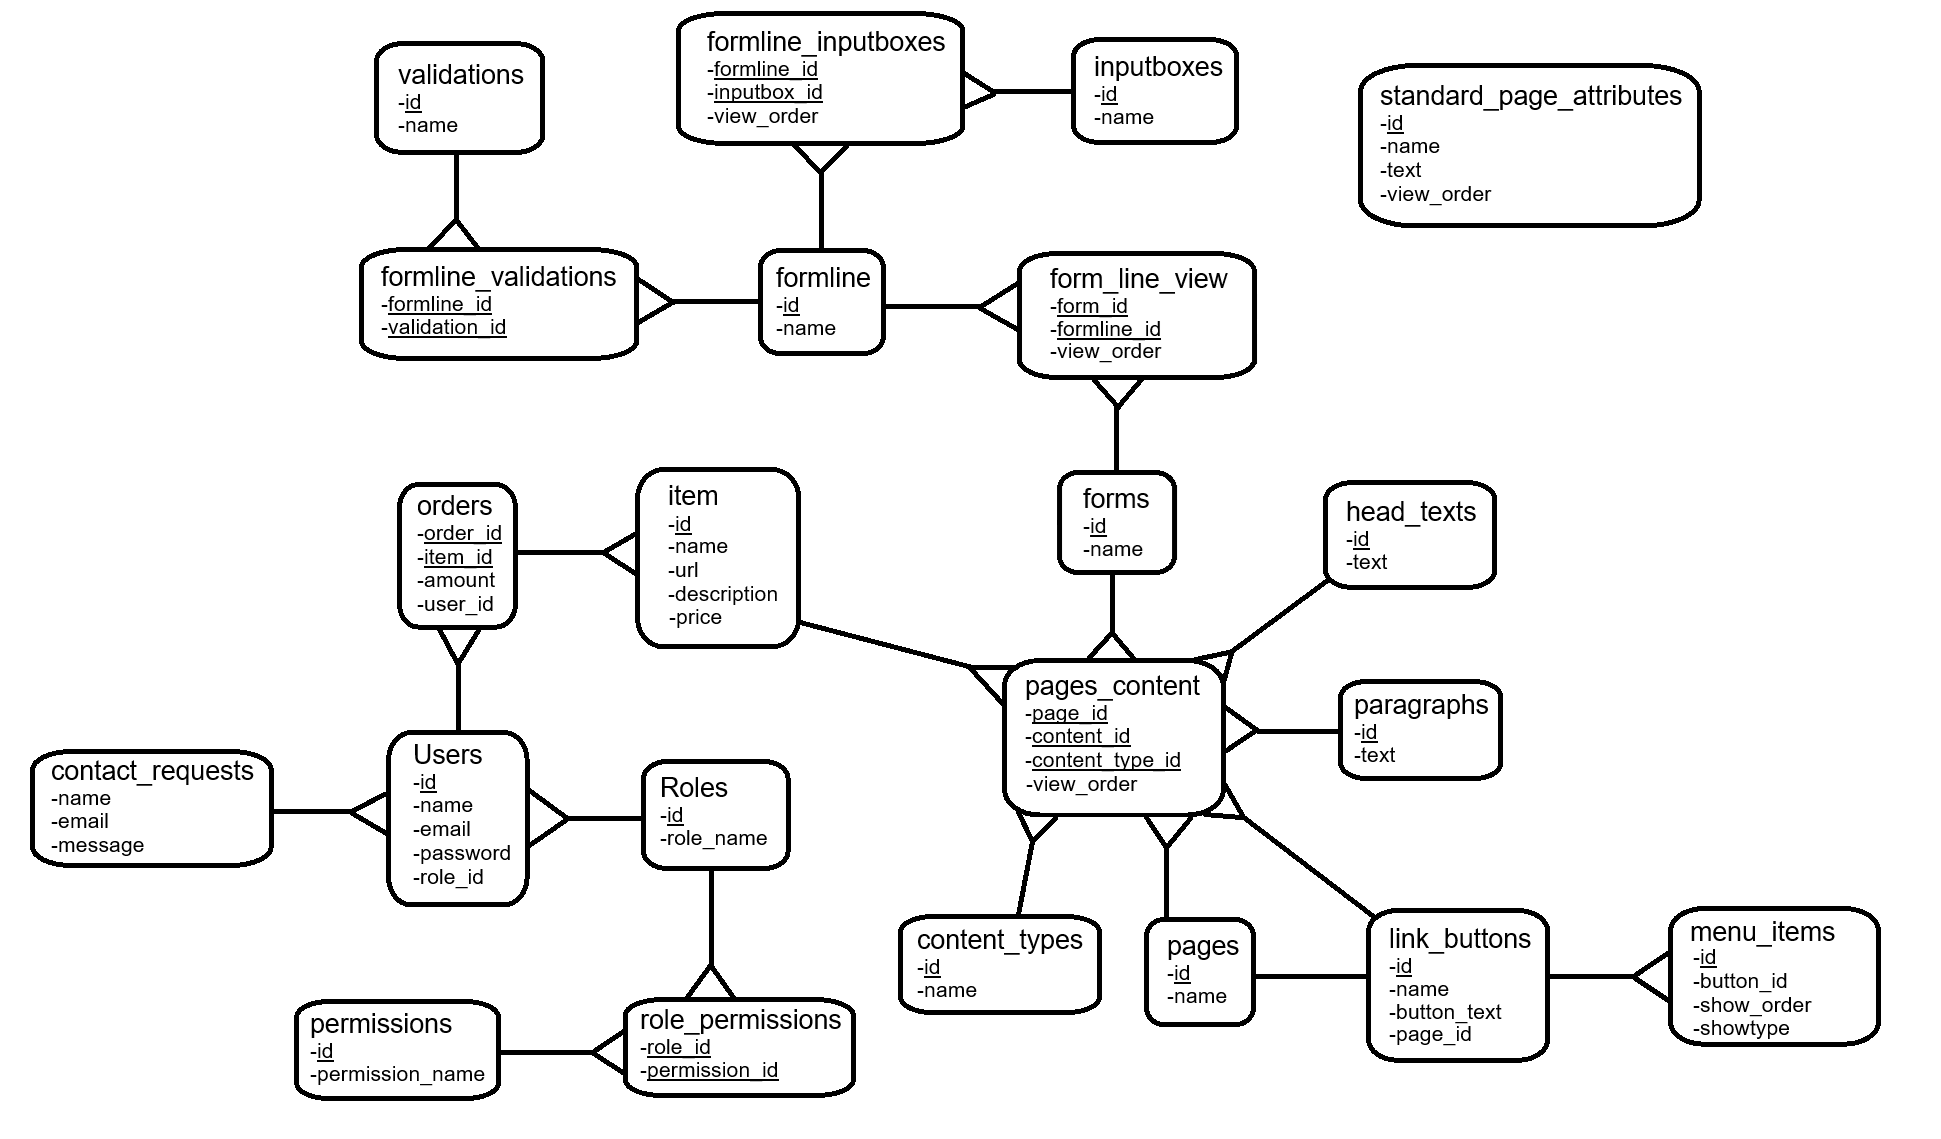 validations
-id
-name
formline_inputboxes
-formline_id
-inputbox_id
-view_order
inputboxes
-id
-name
standard_page_attributes
-id
-name
-text
-view_order
formline_validations
-formline_id
-validation_id
formline
-id
-name
form_line_view
-form_id
-formline_id
-view_order
orders
-order_id
-item_id
-amount
-user_id
item
-id
-name
-url
-description
-price
forms
-id
-name
head_texts
-id
-text
pages_content
-page_id
-content_id
-content_type_id
-view_order
paragraphs
-id
-text
contact_requests
-name
-email
-message
Users
-id
-name
-email
-password
-role_id
Roles
-id
-role_name
content_types
-id
-name
pages
-id
-name
link_buttons
-id
-name
-button_text
-page_id
menu_items
-id
-button_id
-show_order
-showtype
permissions
-id
-permission_name
role_permissions
-role_id
-permission_id